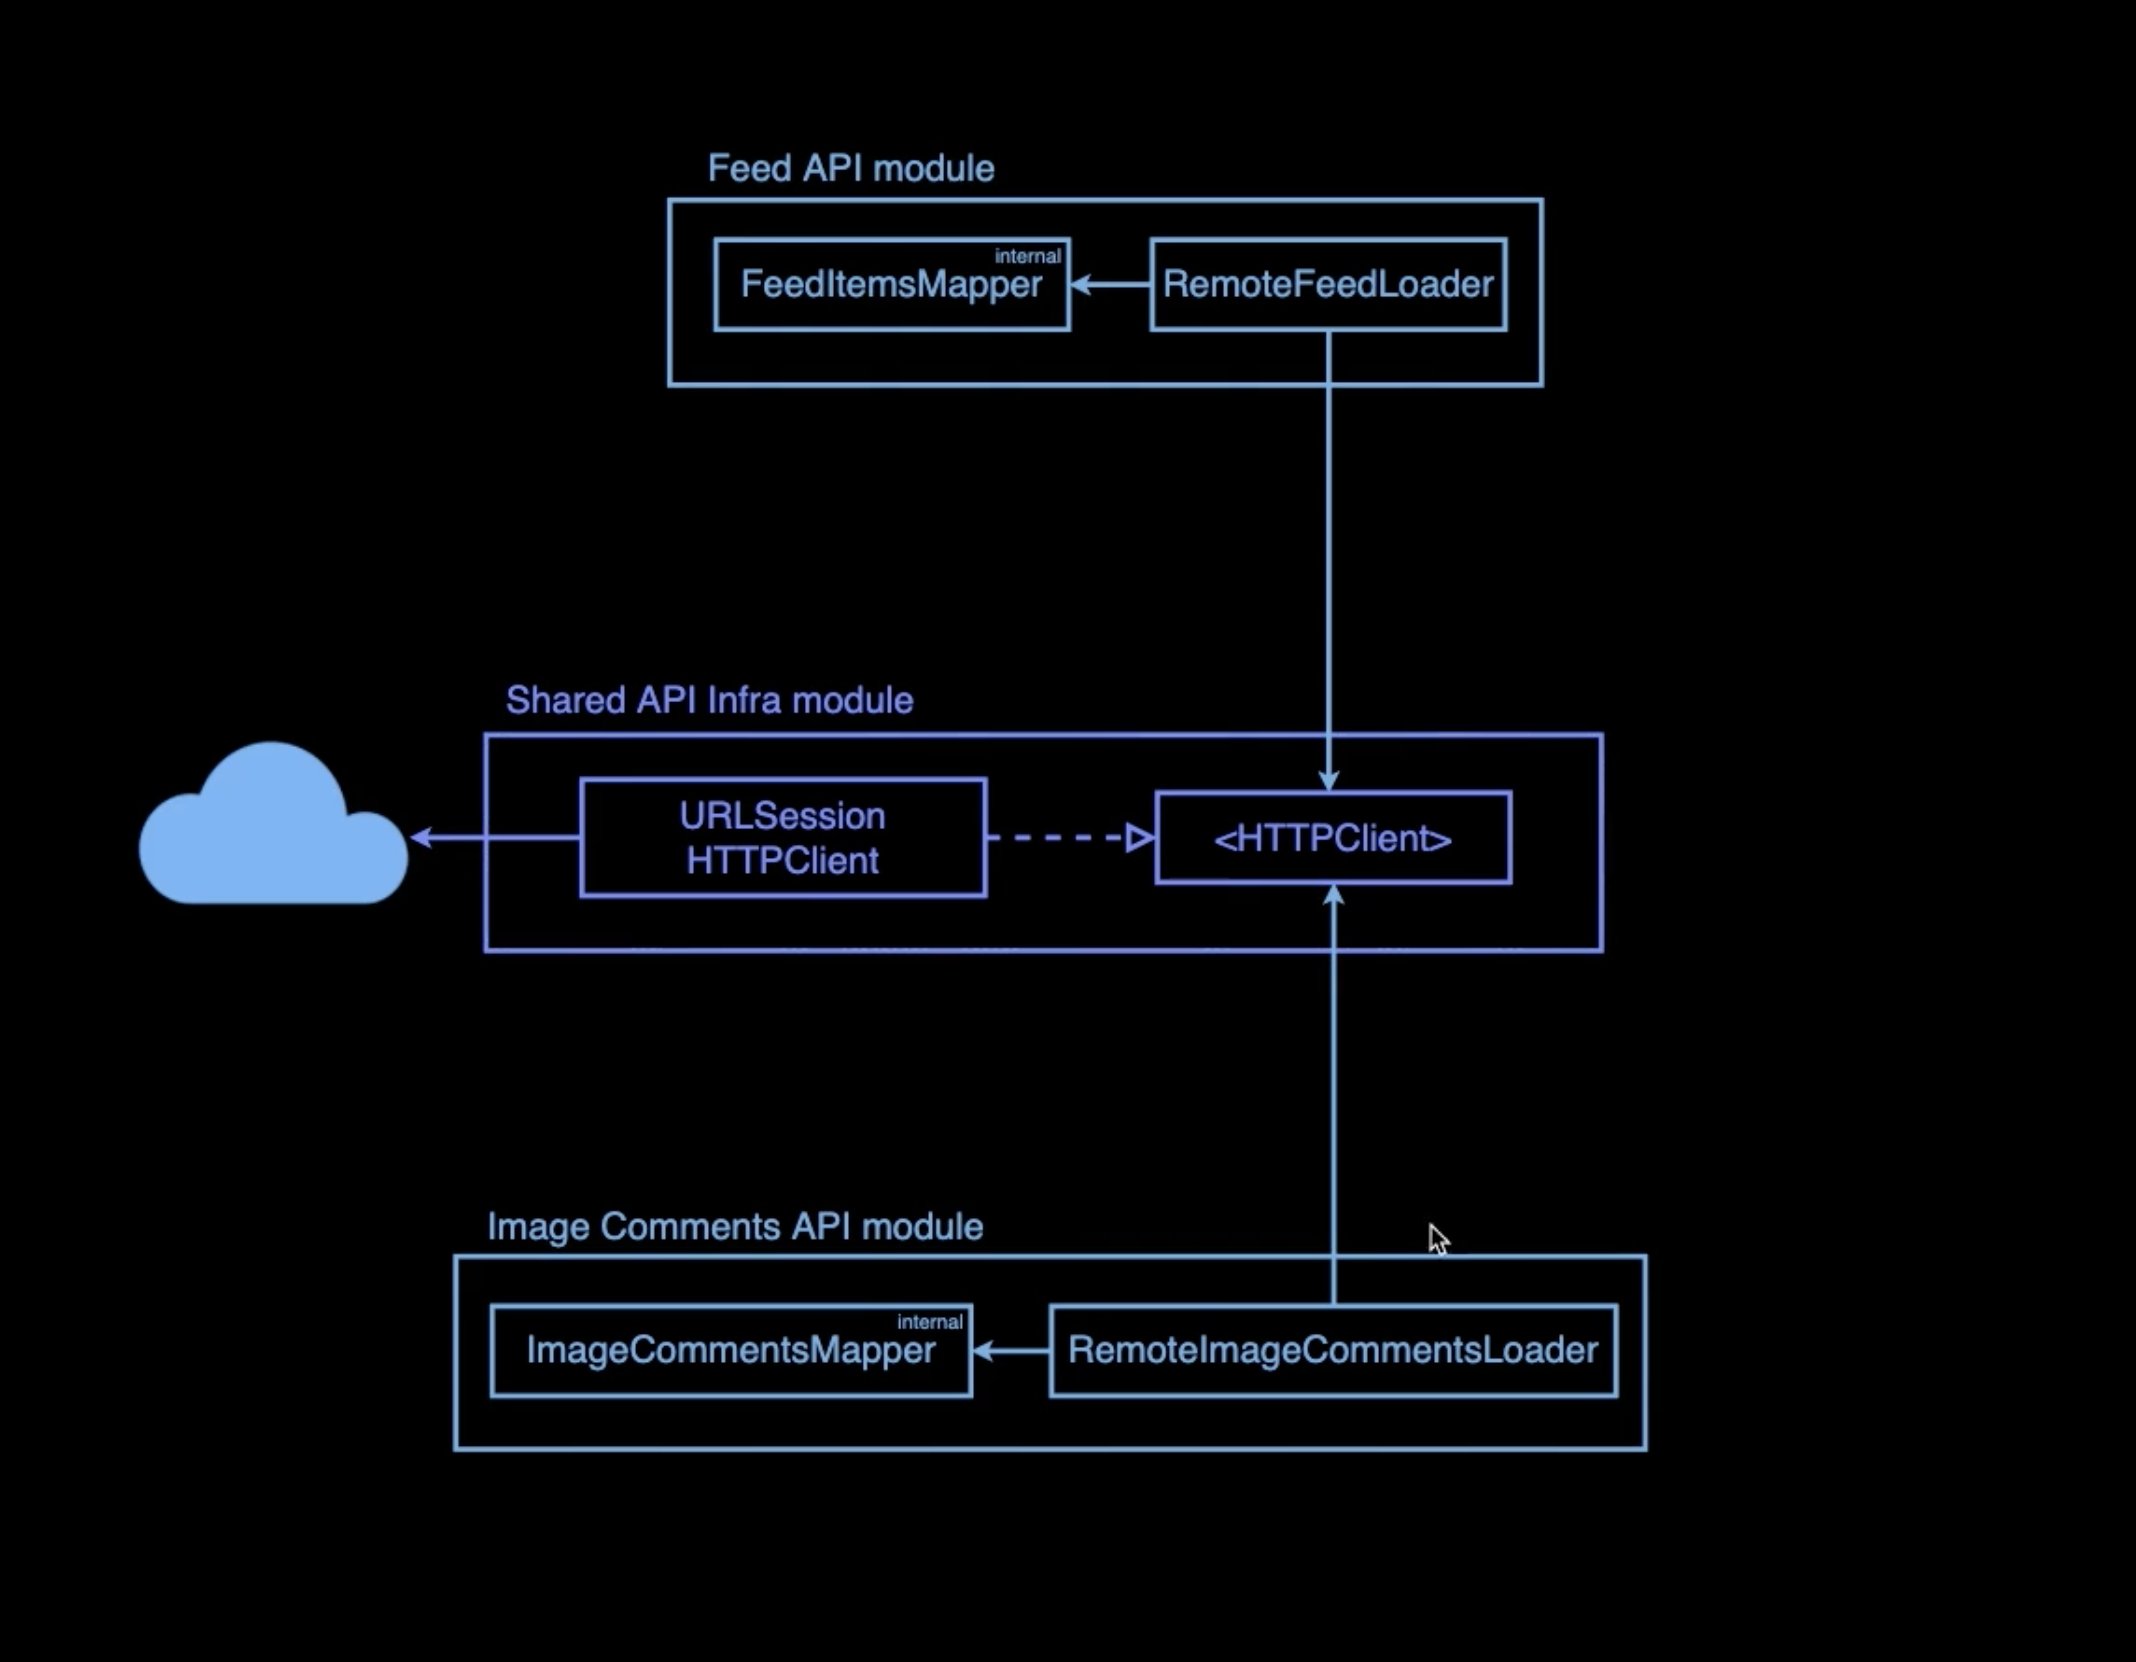 Feed API module
internal
FeedItemsMapper
RemoteFeedLoader
Shared API Infra module
URLSession
HTTPClient
<HTTPClient>
Image Comments API module
internal
ImageCommentsMapper
RemoteImageCommentsLoader